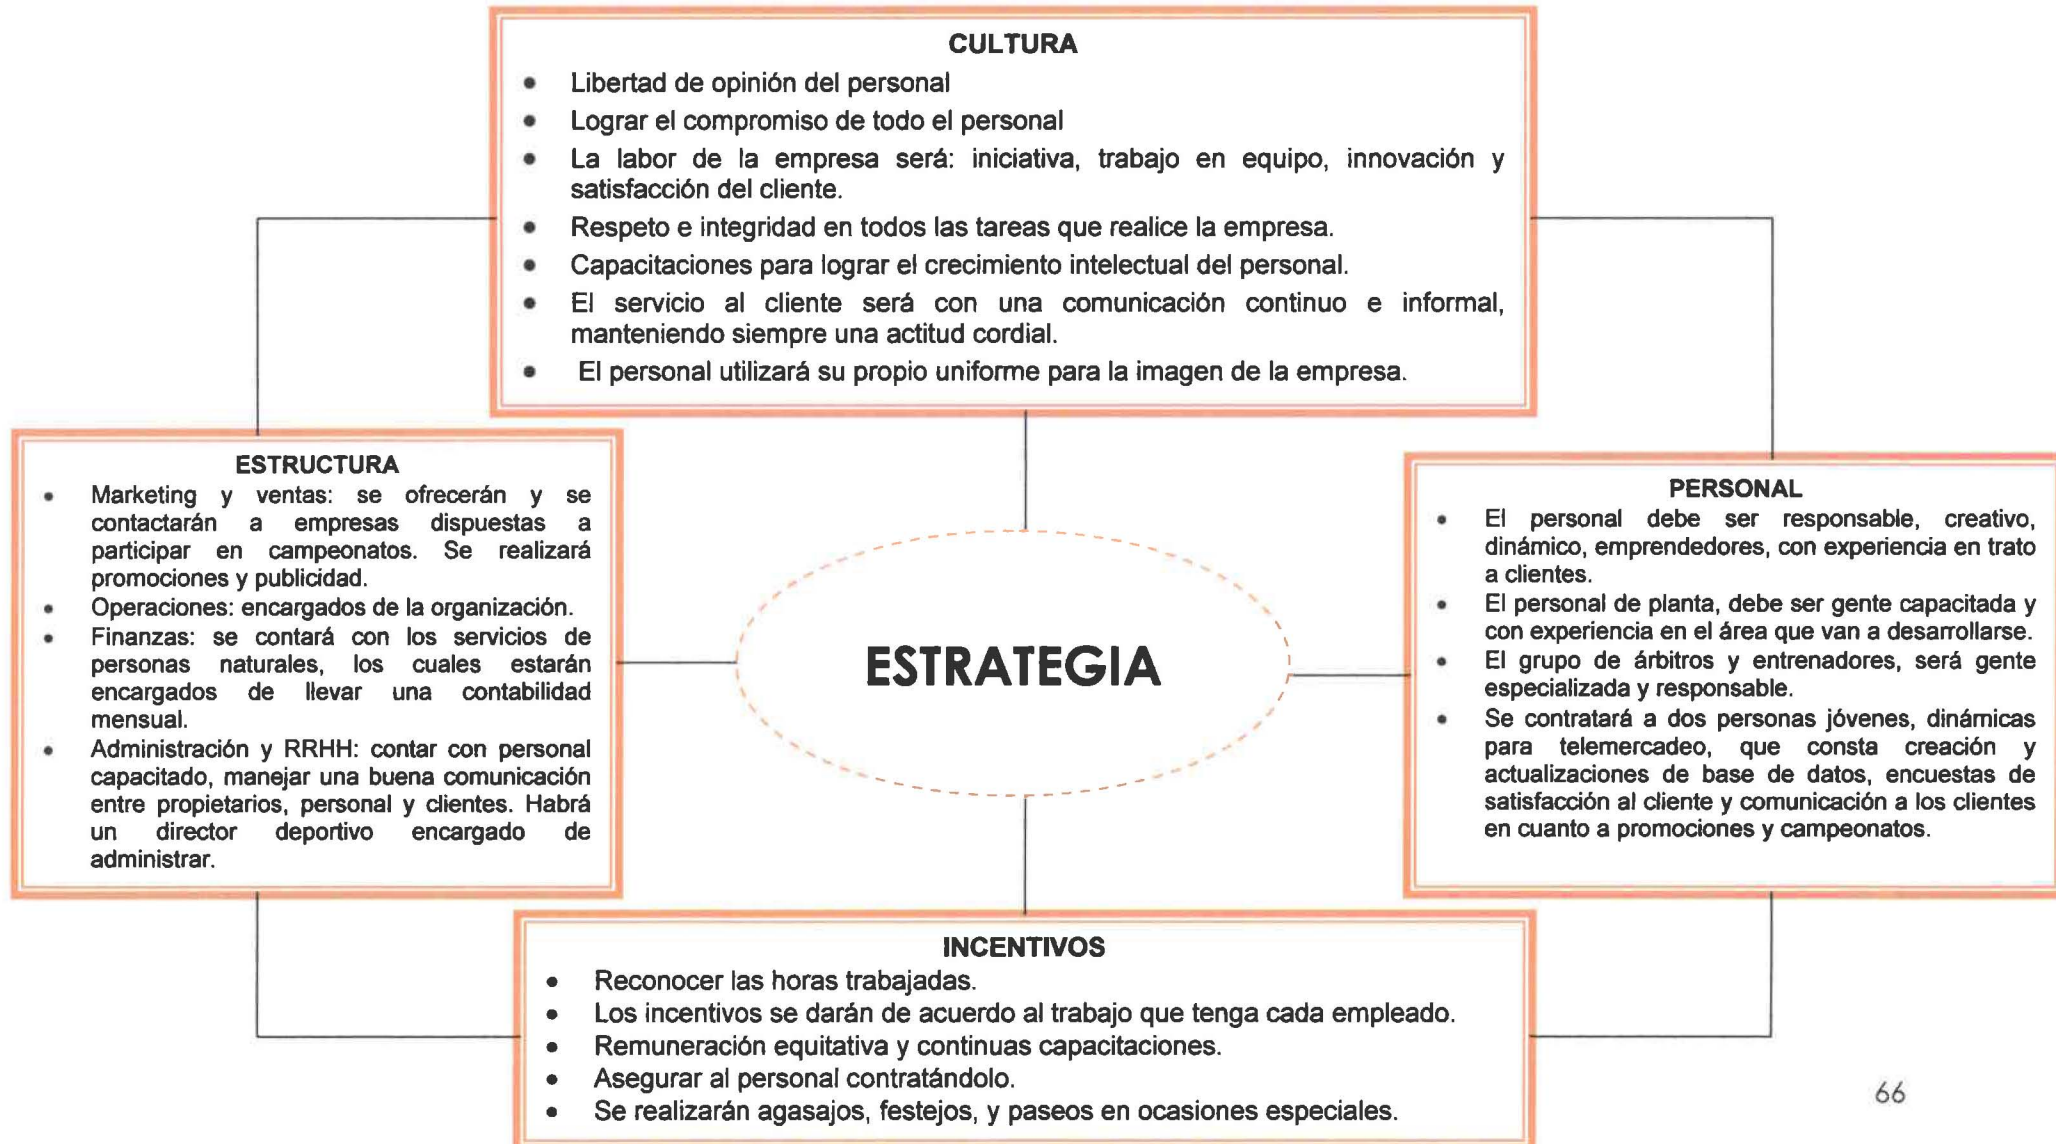 CULTURA
• Libertad de opinión del personal
• Lograr el compromiso de todo el personal
• La labor de la empresa será: iniciativa, trabajo en equipo, innovación y
satisfacción del cliente.
• Respeto e integridad en todos las tareas que realice la empresa.
• Capacitaciones para lograr el crecimiento intelectual del personal.
• El servicio al cliente será con una comunicación continuo e informal,
manteniendo siempre una actitud cordial.
• El personal utilizará su propio uniforme para la imagen de la empresa.
ESTRUCTURA
• Marketing y ventas: se ofrecerán y se
contactarán a empresas dispuestas a
participar en campeonatos. Se realizará
promociones y publicidad.
• Operaciones: encargados de la organización.
• Finanzas: se contará con los servicios de
personas naturales, los cuales estarán
encargados de llevar una contabilidad
mensual.
• Administración y RRHH: contar con personal
capacitado, manejar una buena comunicación
entre propietarios, personal y clientes. Habrá
un director deportivo encargado de
administrar.
ESTRATEGIA
PERSONAL
• El personal debe ser responsable, creativo,
dinámico, emprendedores, con experiencia en trato
a clientes.
• El personal de planta, debe ser gente capacitada y
con experiencia en el área que van a desarrollarse.
• El grupo de árbitros y entrenadores, será gente
especializada y responsable.
• Se contratará a dos personas jóvenes, dinámicas
para telemercadeo, que consta creación y
actualizaciones de base de datos, encuestas de
satisfacción al cliente y comunicación a los clientes
en cuanto a promociones y campeonatos.
INCENTIVOS
• Reconocer las horas trabajadas.
• Los incentivos se darán de acuerdo al trabajo que tenga cada empleado.
• Remuneración equitativa y continuas capacitaciones.
• Asegurar al personal contratándolo.
• Se realizarán agasajos, festejos, y paseos en ocasiones especiales.
66